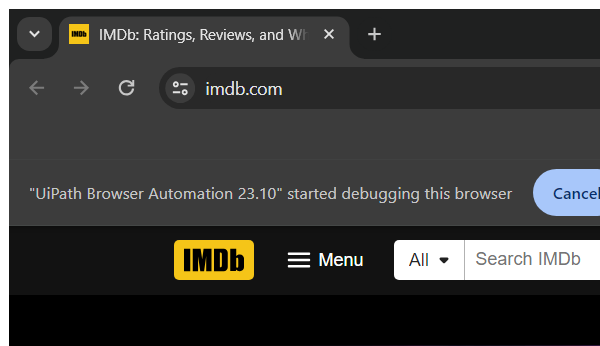 IMDb IMDb: Ratings, Reviews, and Wh
imdb.com
"UiPath Browser Automation 23.10" started debugging this browser Cancel
IMDb Menu All Search IMDb